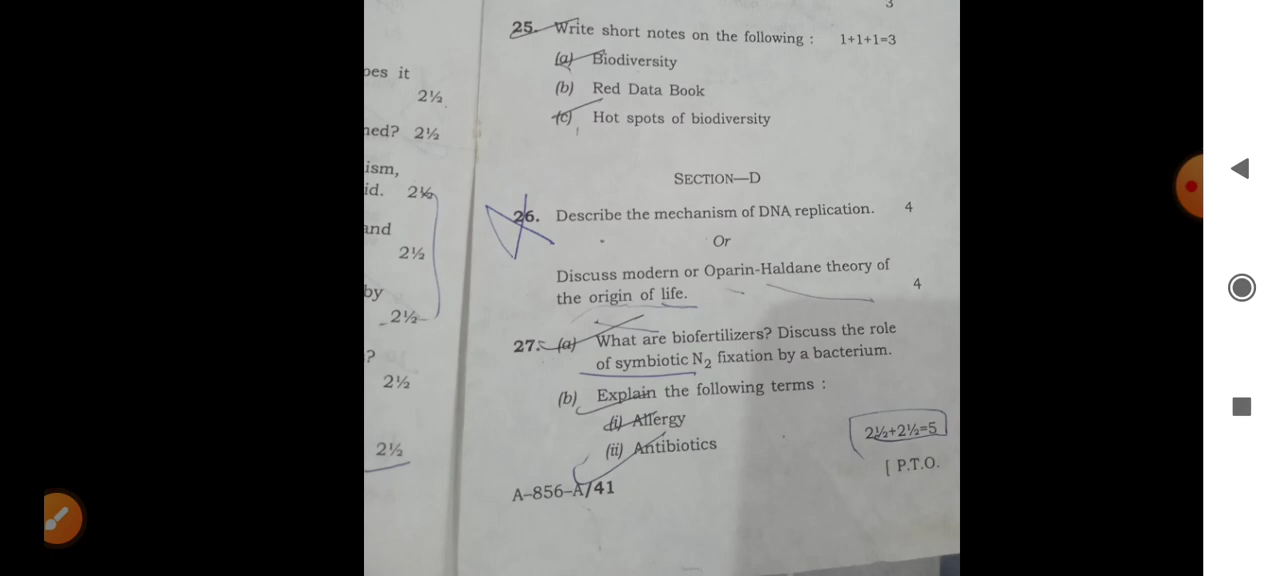 pes it
2½
ned? 2½
ism,
id. 2½
and
2½
by
2½
?
2½
2½
3
25. Write short notes on the following : 1+1+1=3
(a) Biodiversity
(b) Red Data Book
(c) Hot spots of biodiversity
SECTION—D
26. Describe the mechanism of DNA replication. 4
Or
Discuss modern or Oparin-Haldane theory of
the origin of life. 4
27. (a) What are biofertilizers? Discuss the role
of symbiotic N₂ fixation by a bacterium.
(b) Explain the following terms :
(i) Allergy
(ii) Antibiotics
2½+2½=5
A–856–A/41
[ P.T.O.